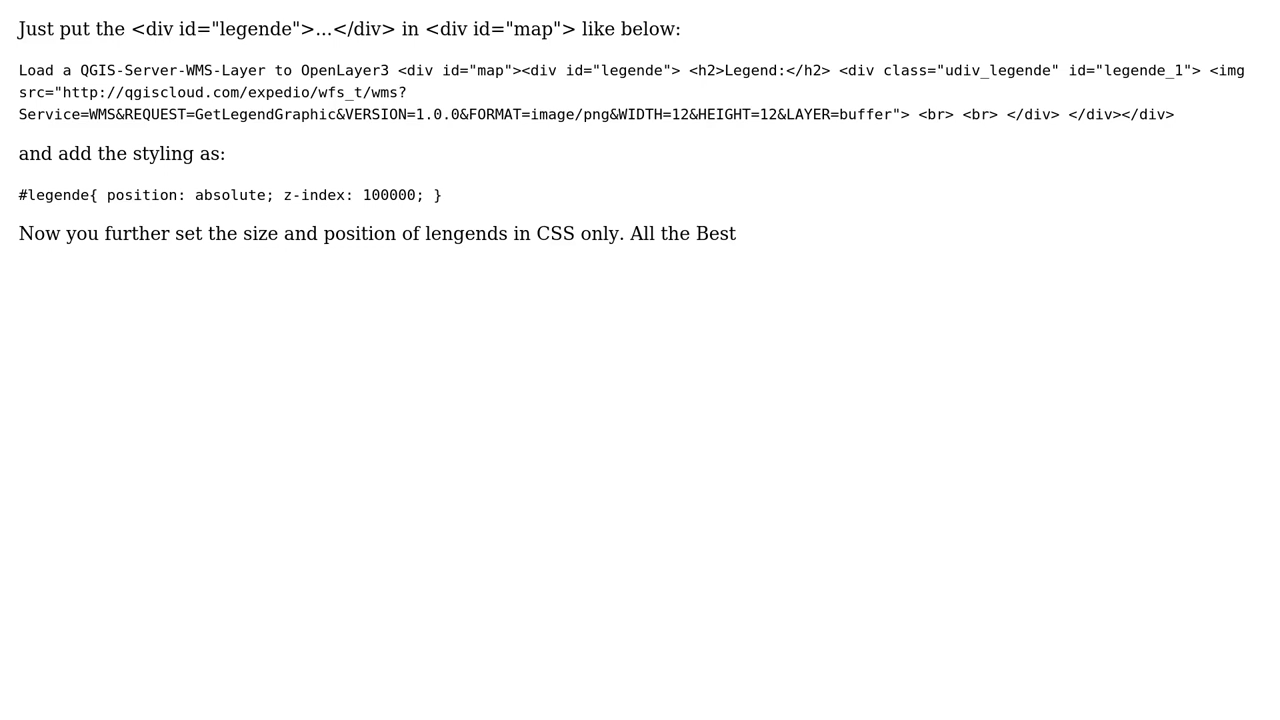 Just put the <div id="legende">...</div> in <div id="map"> like below:
Load a QGIS-Server-WMS-Layer to OpenLayer3 <div id="map"><div id="legende"> <h2>Legend:</h2> <div class="udiv_legende" id="legende_1"> <img
src="http://qgiscloud.com/expedio/wfs_t/wms?
Service=WMS&REQUEST=GetLegendGraphic&VERSION=1.0.0&FORMAT=image/png&WIDTH=12&HEIGHT=12&LAYER=buffer"> <br> <br> </div> </div></div>
and add the styling as:
#legende{ position: absolute; z-index: 100000; }
Now you further set the size and position of lengends in CSS only. All the Best